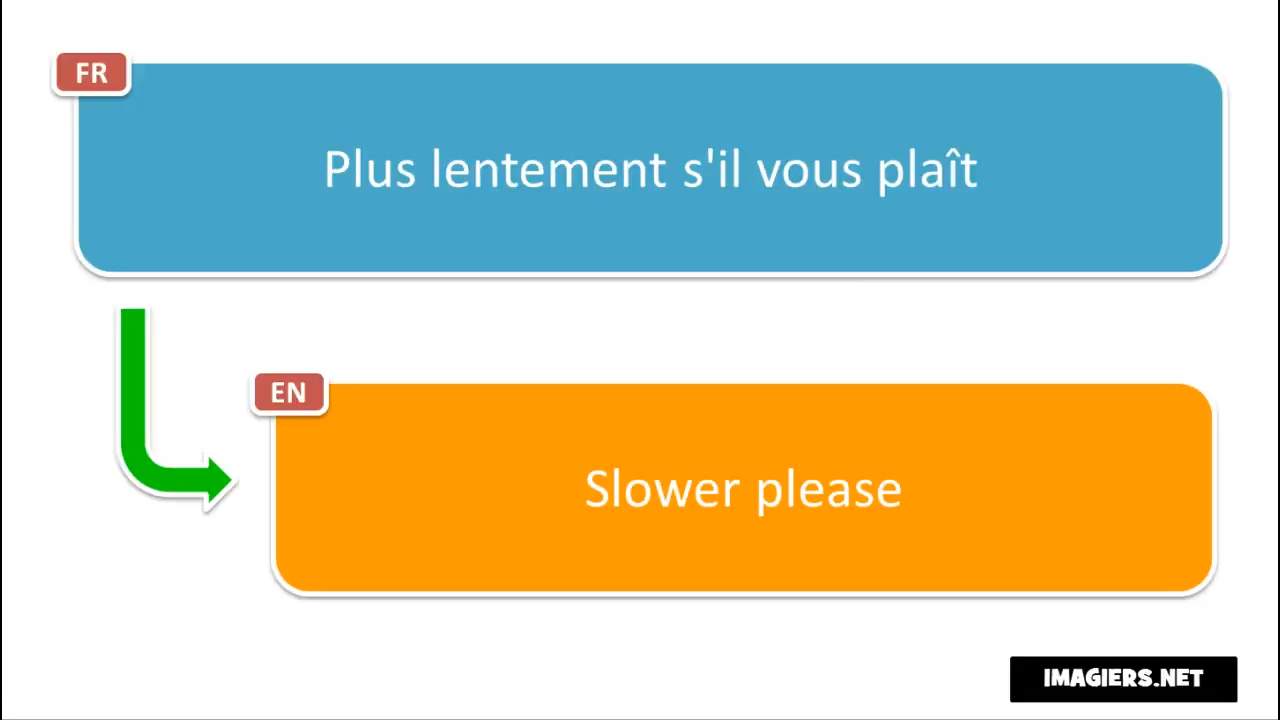 FR
Plus lentement s'il vous plaît
EN
Slower please
IMAGIERS.NET